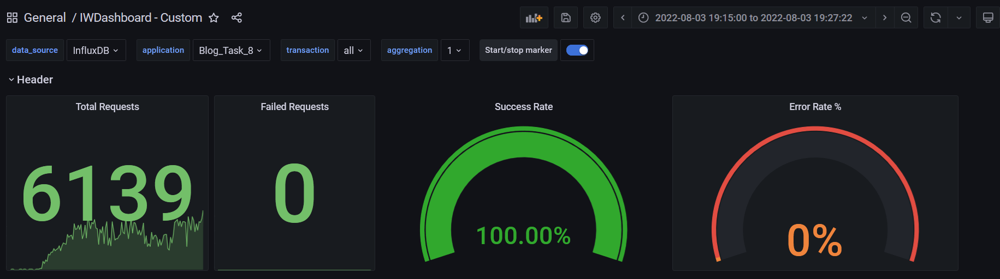 General / IWDashboard - Custom 2022-08-03 19:15:00 to 2022-08-03 19:27:22
data_source InfluxDB application Blog_Task_8 transaction all aggregation 1 Start/stop marker
Header
Total Requests Failed Requests Success Rate Error Rate %
6139 0 100.00% 0%